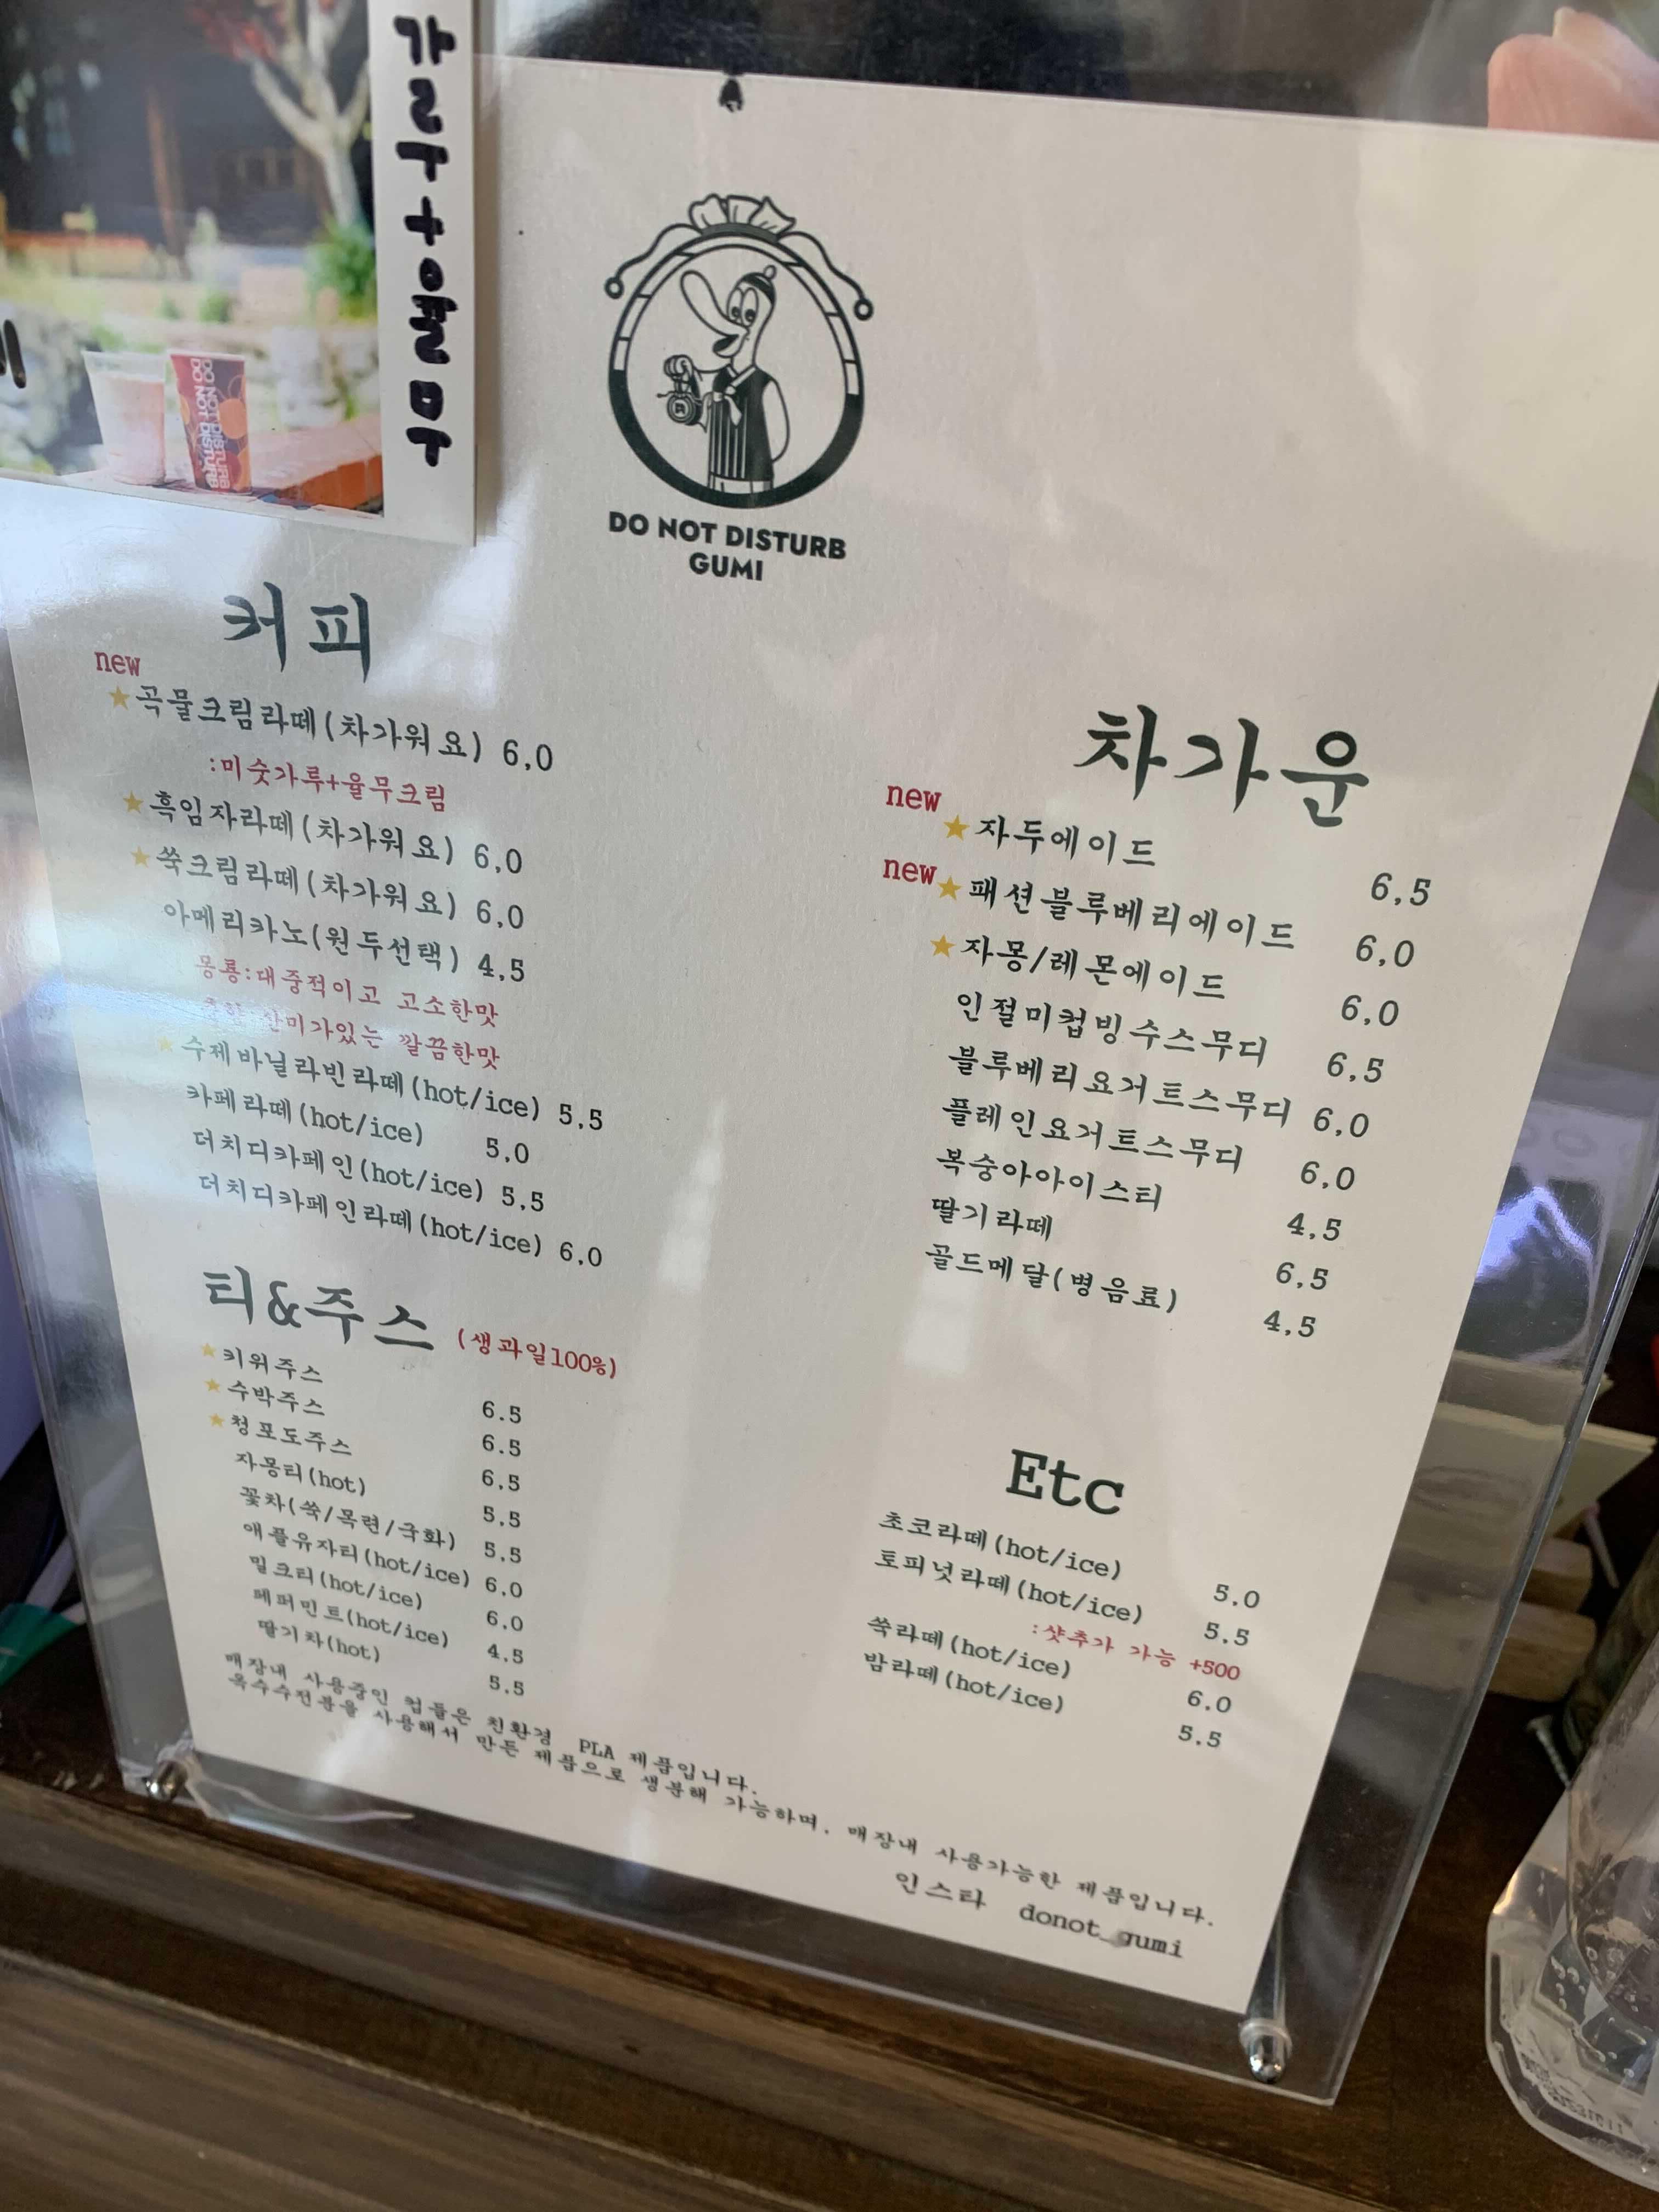 가루+율무
DO NOT DISTURB
DO NOT DISTURB
DO NOT DISTURB
GUMI
커피
new
곡물크림라떼(차가워요) 6,0
:미숫가루+율무크림
흑임자라떼(차가워요) 6,0
쑥크림라떼(차가워요) 6,0
아메리카노(원두선택) 4,5
몽룡:대중적이고 고소한맛
산미가있는 깔끔한맛
수제바닐라빈라떼(hot/ice) 5,5
카페라떼(hot/ice) 5,0
더치디카페인(hot/ice) 5,5
더치디카페인라떼(hot/ice) 6,0
티&주스 (생과일100%)
키위주스 6.5
수박주스 6.5
청포도주스 6,5
자몽티(hot) 5,5
꽃차(쑥/목련/국화) 5,5
애플유자티(hot/ice) 6.0
밀크티(hot/ice) 6.0
페퍼민트(hot/ice) 4,5
딸기차(hot) 5.5
차가운
new
자두에이드 6,5
new
패션블루베리에이드 6,0
자몽/레몬에이드 6,0
인절미컵빙수스무디 6,5
블루베리요거트스무디 6,0
플레인요거트스무디 6,0
복숭아아이스티 4,5
딸기라떼 6,5
골드메달(병음료) 4,5
Etc
초코라떼(hot/ice) 5.0
토피넛라떼(hot/ice) 5.5
:샷추가 가능 +500
쑥라떼(hot/ice) 6.0
밤라떼(hot/ice) 5.5
매장내 사용중인 컵들은 친환경 PLA 제품입니다.
옥수수전분을 사용해서 만든 제품으로 생분해 가능하며. 매장내 사용가능한 제품입니다.
인스타 donot_gumi